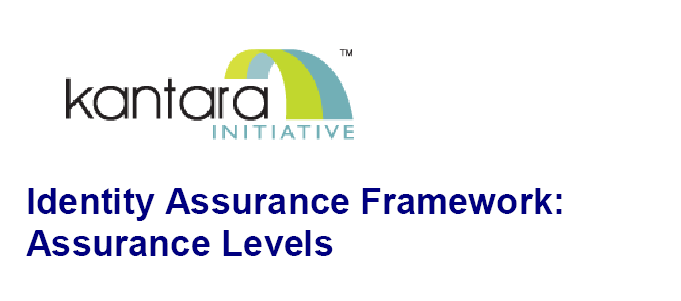 kantara™
INITIATIVE
Identity Assurance Framework:
Assurance Levels